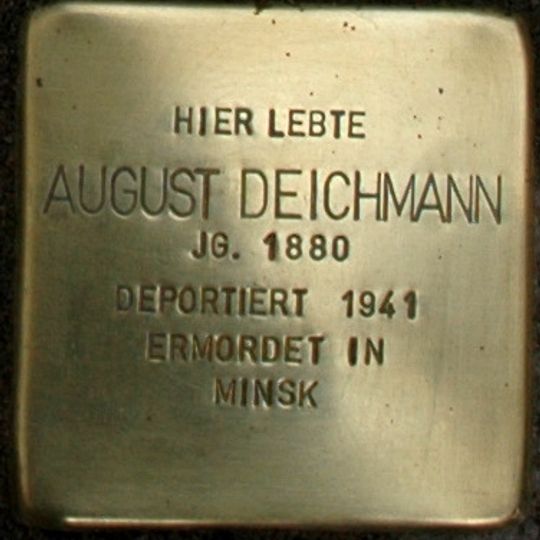 HIER LEBTE
AUGUST DEICHMANN
JG. 1880
DEPORTIERT 1941
ERMORDET IN
MINSK